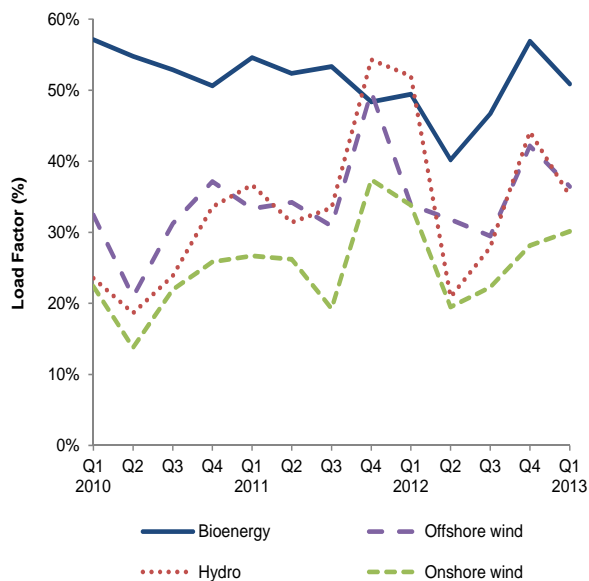 60%
50%
40%
30%
20%
10%
0%
Load Factor (%)
Q1 Q2 Q3 Q4 Q1 Q2 Q3 Q4 Q1 Q2 Q3 Q4 Q1
2010 2011 2012 2013
Bioenergy Offshore wind
Hydro Onshore wind